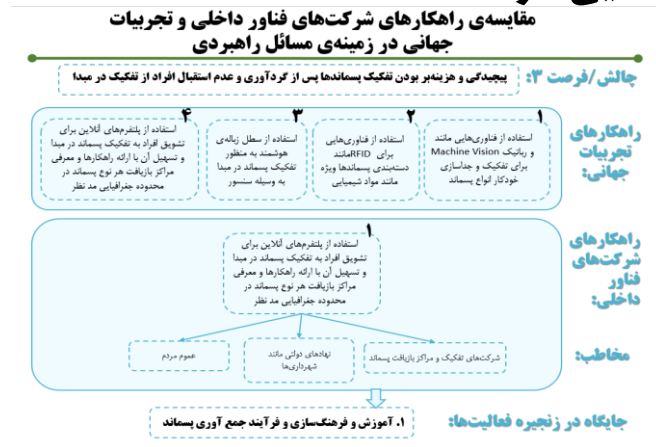 مقایسه‌ی راهکارهای شرکت‌های فناور داخلی و تجربیات
جهانی در زمینه‌ی مسائل راهبردی
چالش/فرصت ۳:
پیچیدگی و هزینه‌بر بودن تفکیک پسماندها پس از گردآوری و عدم استقبال افراد از تفکیک در مبدا
راهکارهای
تجربیات
جهانی:
۱
استفاده از فناوری‌هایی مانند
Machine Vision و رباتیک
برای تفکیک و جداسازی
خودکار انواع پسماند
۲
استفاده از فناوری‌هایی
مانندRFID برای
دسته‌بندی پسماندها ویژه
مانند مواد شیمیایی
۳
استفاده از سطل زباله‌ی
هوشمند به منظور
تفکیک پسماند در مبدا
به وسیله سنسور
۴
استفاده از پلتفرم‌های آنلاین برای
تشویق افراد به تفکیک پسماند در مبدا
و تسهیل آن با ارائه راهکارها و معرفی
مراکز بازیافت هر نوع پسماند در
محدوده جغرافیایی مد نظر
راهکارهای
شرکت‌های
فناور
داخلی:
۱
استفاده از پلتفرم‌های آنلاین برای
تشویق افراد به تفکیک پسماند در مبدا
و تسهیل آن با ارائه راهکارها و معرفی
مراکز بازیافت هر نوع پسماند در
محدوده جغرافیایی مد نظر
مخاطب:
شرکت‌های تفکیک و مراکز بازیافت پسماند
نهادهای دولتی مانند
شهرداری‌ها
عموم مردم
جایگاه در زنجیره فعالیت‌ها:
۱. آموزش و فرهنگ‌سازی و فرآیند جمع آوری پسماند